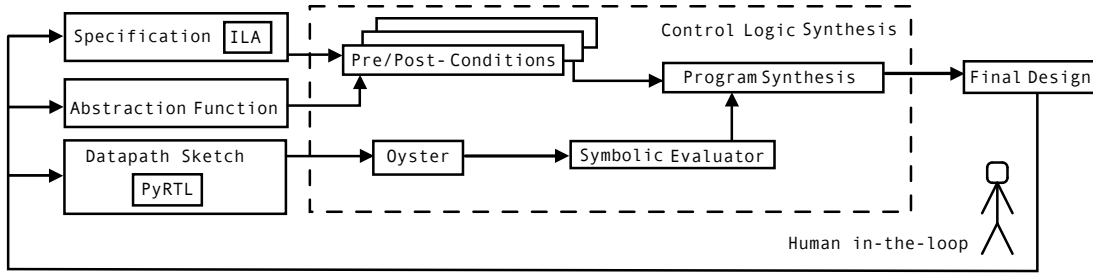 Specification ILA
Control Logic Synthesis
Pre/Post-Conditions
Program Synthesis
Final Design
Abstraction Function
Datapath Sketch
PyRTL
Oyster
Symbolic Evaluator
Human in-the-loop